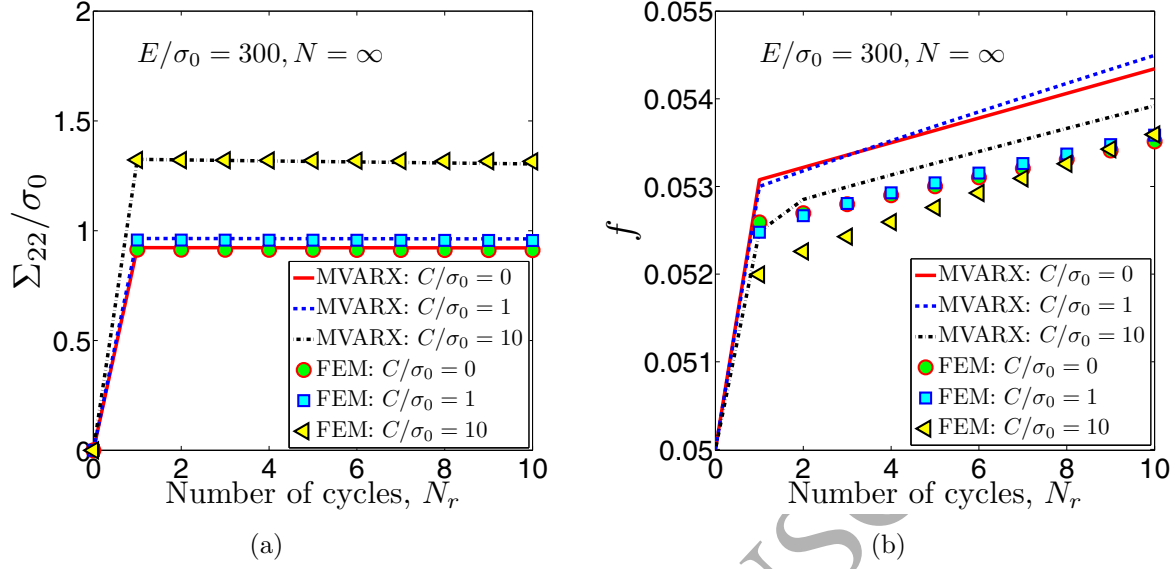 2
1.5
1
0.5
0
Σ22/σ0
E/σ0 = 300, N = ∞
MVARX: C/σ0 = 0
MVARX: C/σ0 = 1
MVARX: C/σ0 = 10
FEM: C/σ0 = 0
FEM: C/σ0 = 1
FEM: C/σ0 = 10
0 2 4 6 8 10
Number of cycles, Nr
(a)
0.055
0.054
0.053
0.052
0.051
0.05
f
E/σ0 = 300, N = ∞
MVARX: C/σ0 = 0
MVARX: C/σ0 = 1
MVARX: C/σ0 = 10
FEM: C/σ0 = 0
FEM: C/σ0 = 1
FEM: C/σ0 = 10
0 2 4 6 8 10
Number of cycles, Nr
(b)